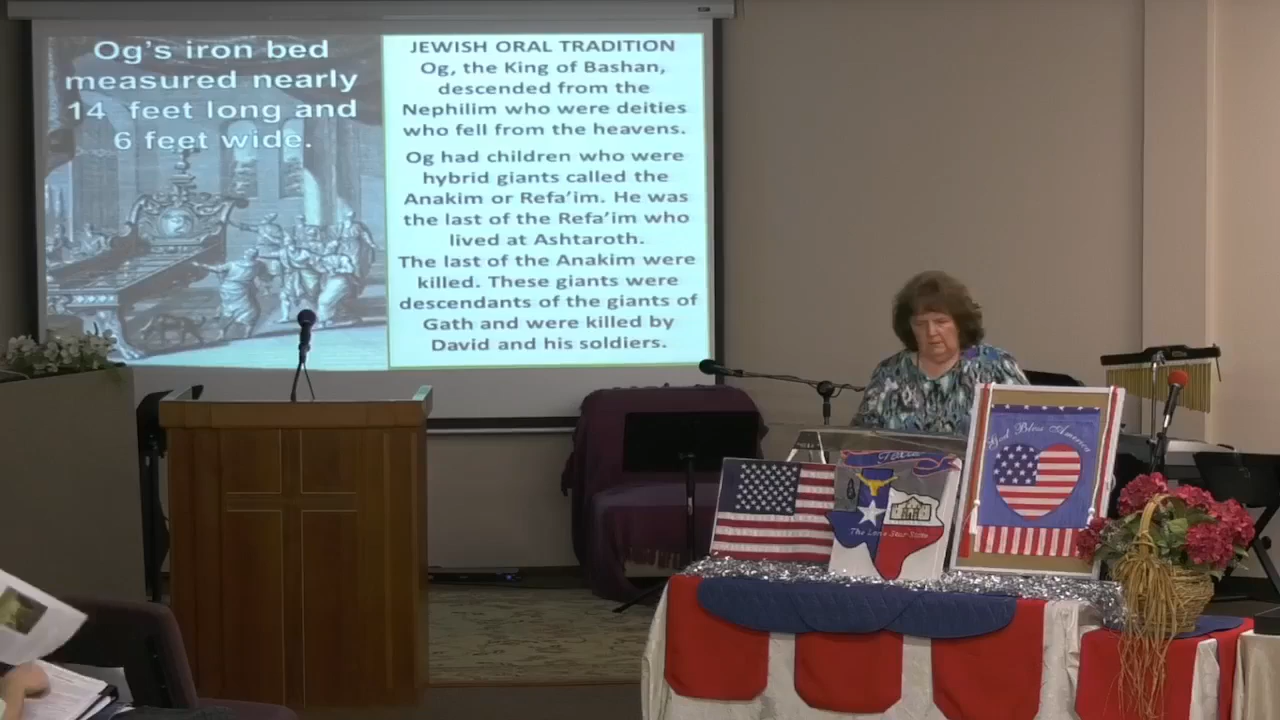 Og's iron bed
measured nearly
14 feet long and
6 feet wide.
JEWISH ORAL TRADITION
Og, the King of Bashan,
descended from the
Nephilim who were deities
who fell from the heavens.
Og had children who were
hybrid giants called the
Anakim or Refa'im. He was
the last of the Refa'im who
lived at Ashtaroth.
The last of the Anakim were
killed. These giants were
descendants of the giants of
Gath and were killed by
David and his soldiers.
Texas
The Lone Star State
God Bless America